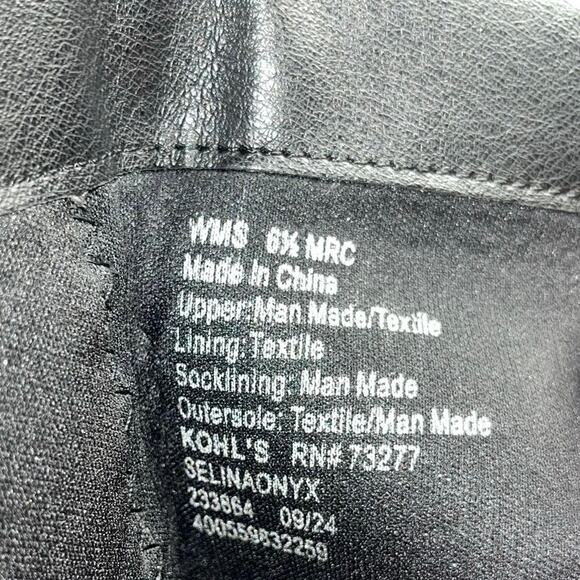 WMS 6½ MRC
Made In China
Upper: Man Made/Textile
Lining: Textile
Socklining: Man Made
Outersole: Textile/Man Made
KOHL'S RN# 73277
SELINAONYX
233864 09/24
400559832259